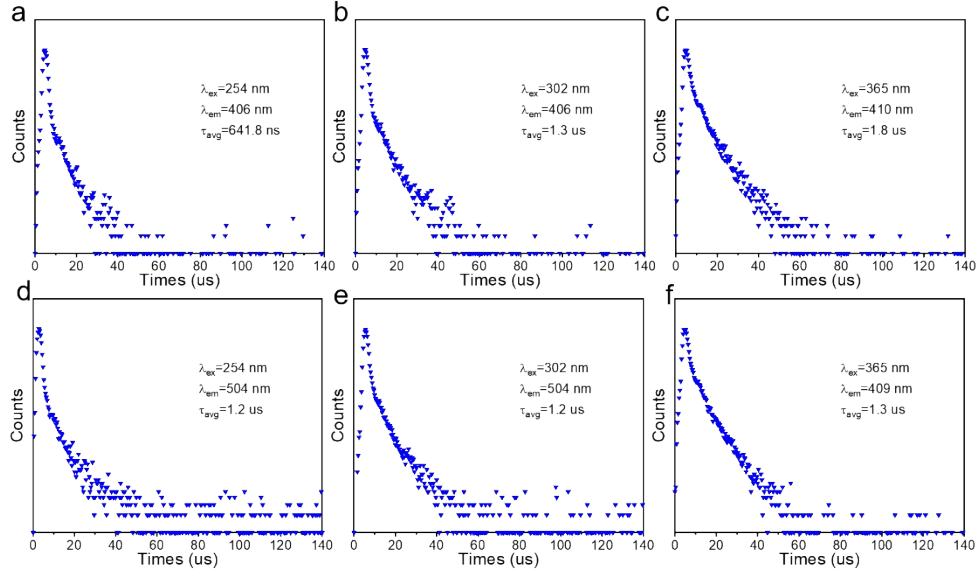 a
Counts
λex=254 nm
λem=406 nm
τavg=641.8 ns
0 20 40 60 80 100 120 140
Times (us)
b
Counts
λex=302 nm
λem=406 nm
τavg=1.3 us
0 20 40 60 80 100 120 140
Times (us)
c
Counts
λex=365 nm
λem=410 nm
τavg=1.8 us
0 20 40 60 80 100 120 140
Times (us)
d
Counts
λex=254 nm
λem=504 nm
τavg=1.2 us
0 20 40 60 80 100 120 140
Times (us)
e
Counts
λex=302 nm
λem=504 nm
τavg=1.2 us
0 20 40 60 80 100 120 140
Times (us)
f
Counts
λex=365 nm
λem=409 nm
τavg=1.3 us
0 20 40 60 80 100 120 140
Times (us)